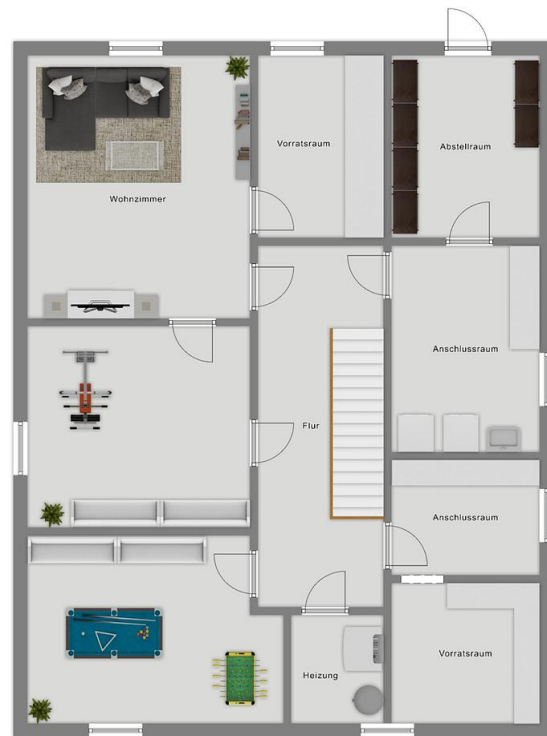 Vorratsraum
Abstellraum
Wohnzimmer
Anschlussraum
Flur
Anschlussraum
Vorratsraum
Heizung